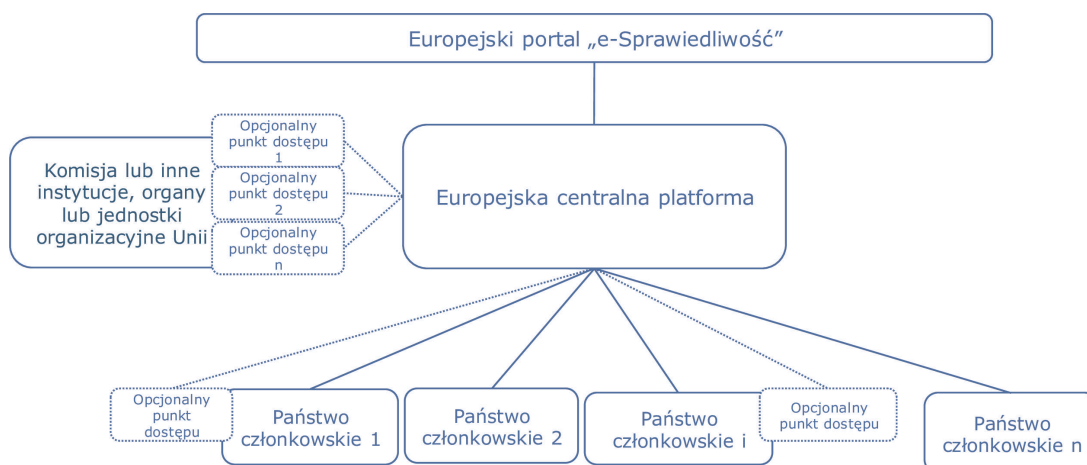 Europejski portal „e-Sprawiedliwość”
Komisja lub inne
instytucje, organy
lub jednostki
organizacyjne Unii
Opcjonalny
punkt dostępu
1
Opcjonalny
punkt dostępu
2
Opcjonalny
punkt dostępu
n
Europejska centralna platforma
Opcjonalny
punkt
dostępu
Państwo
członkowskie 1
Państwo
członkowskie 2
Państwo
członkowskie i
Opcjonalny
punkt dostępu
Państwo
członkowskie n